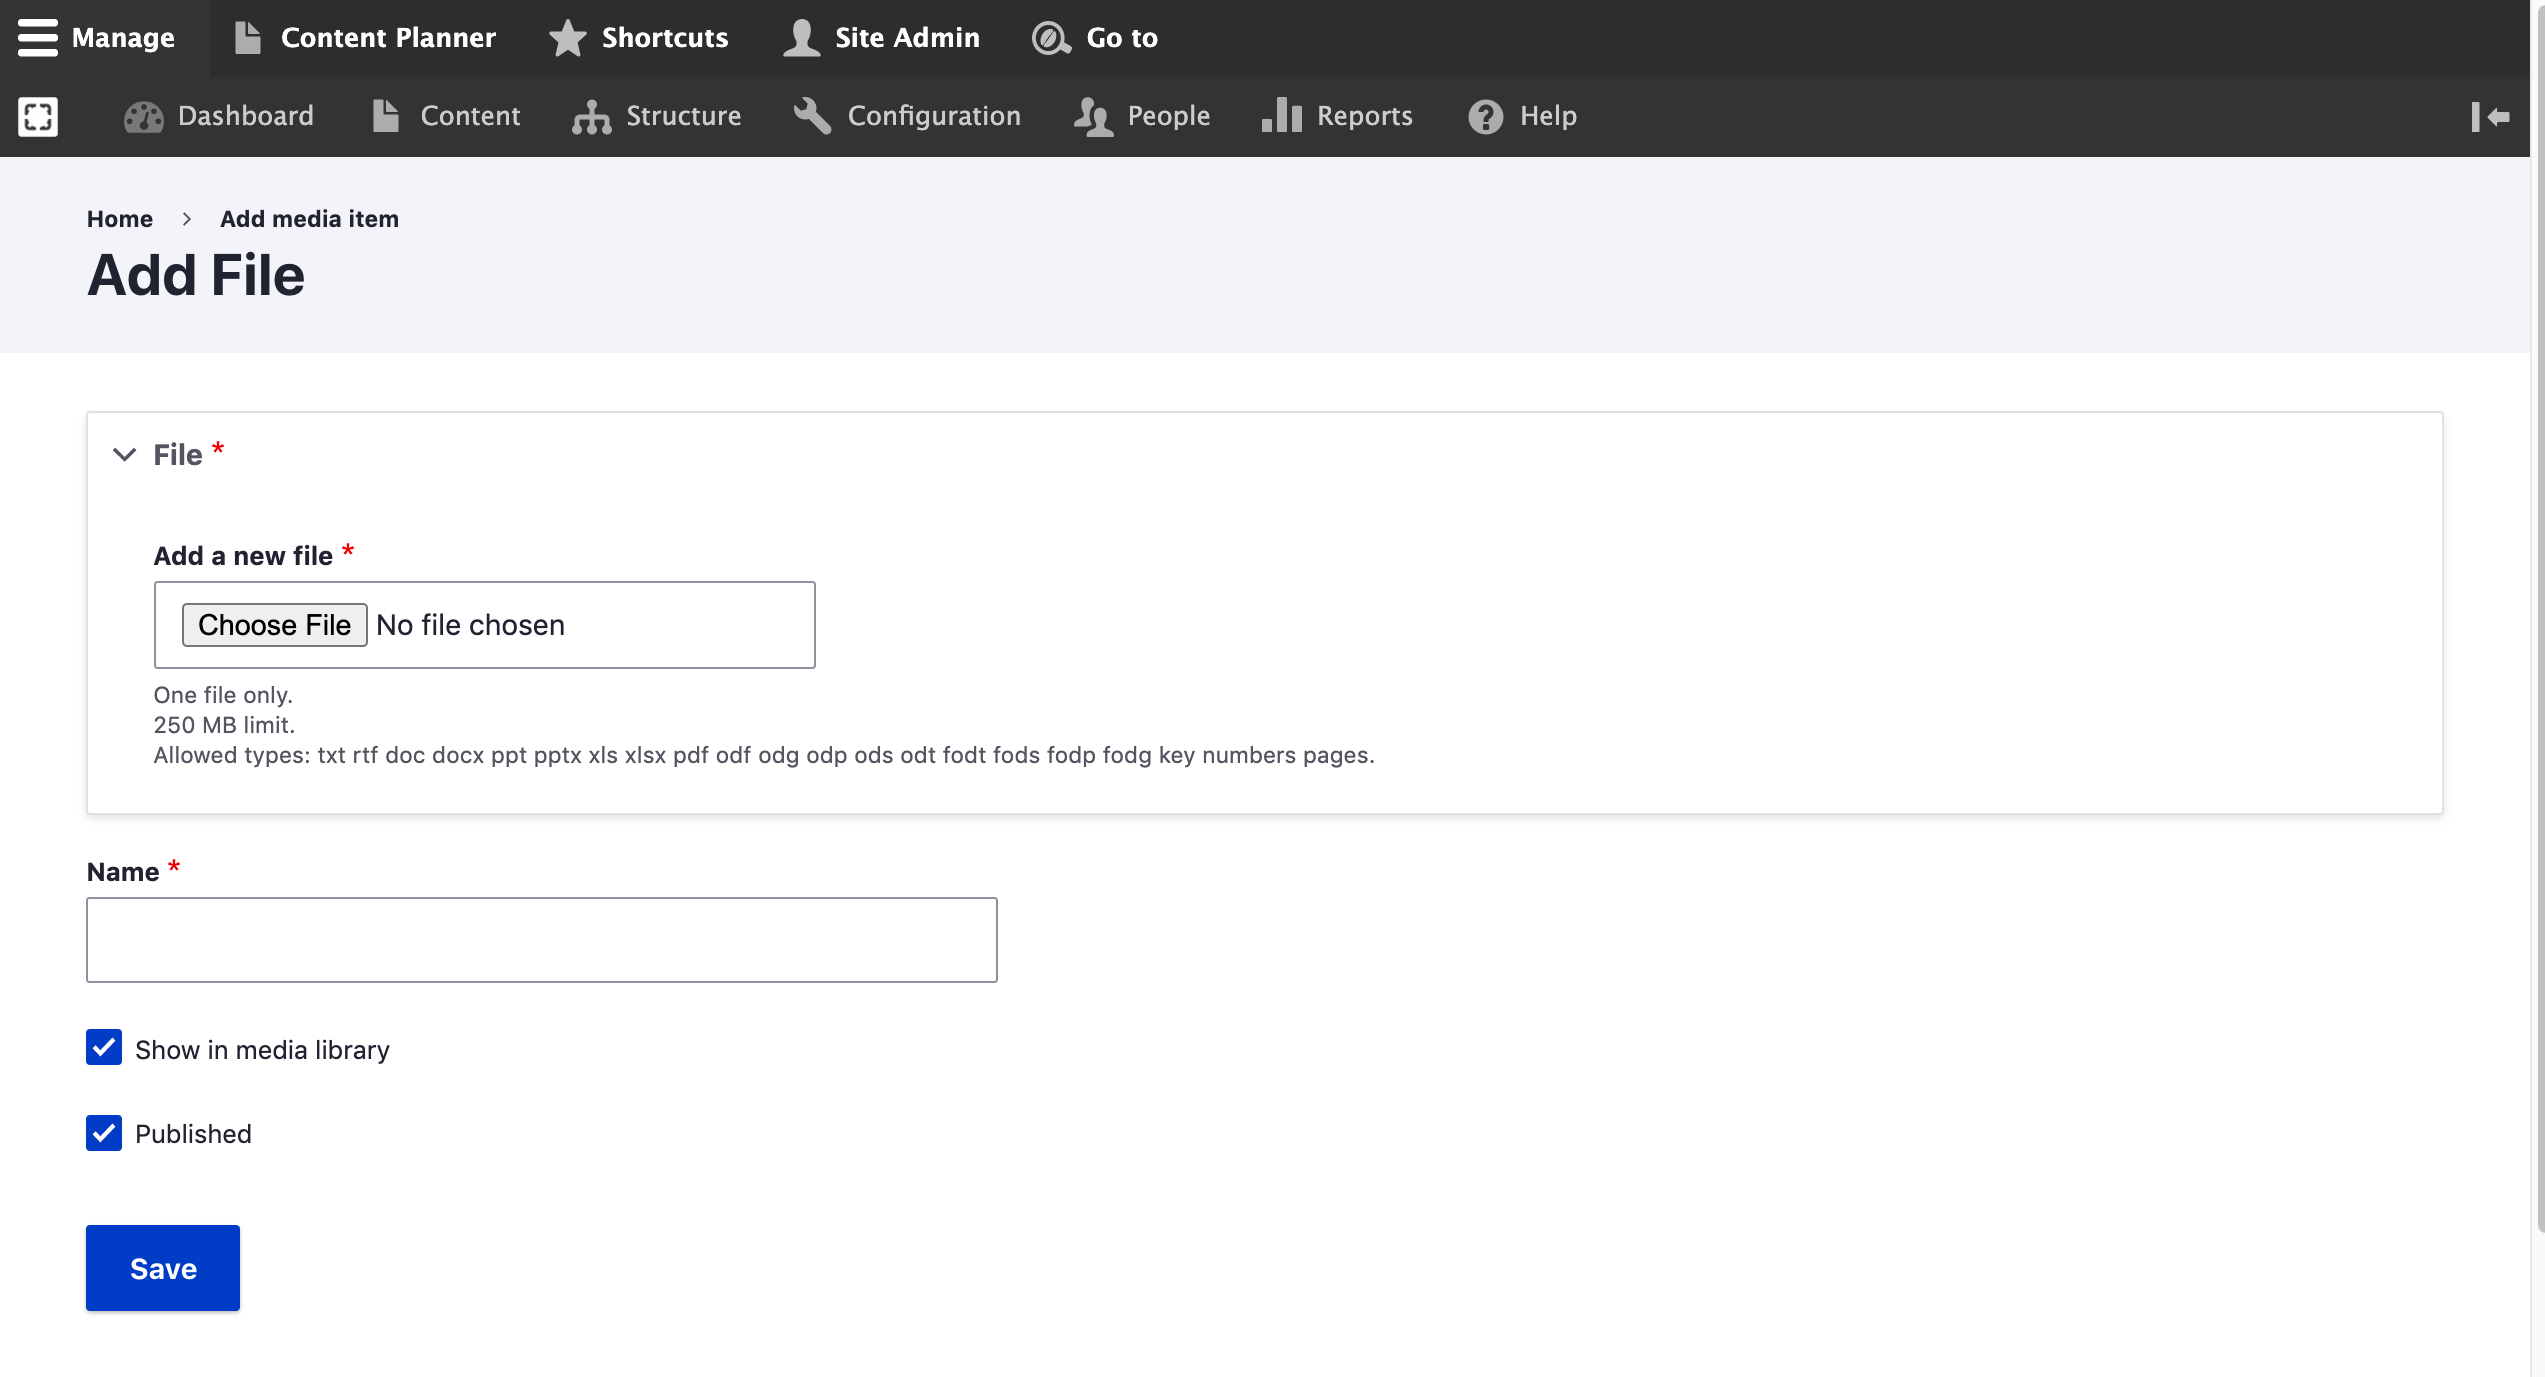 Manage Content Planner Shortcuts Site Admin Go to
Dashboard Content Structure Configuration People Reports Help
Home > Add media item
Add File
File *
Add a new file *
Choose File No file chosen
One file only.
250 MB limit.
Allowed types: txt rtf doc docx ppt pptx xls xlsx pdf odf odg odp ods odt fodt fods fodp fodg key numbers pages.
Name *
Show in media library
Published
Save